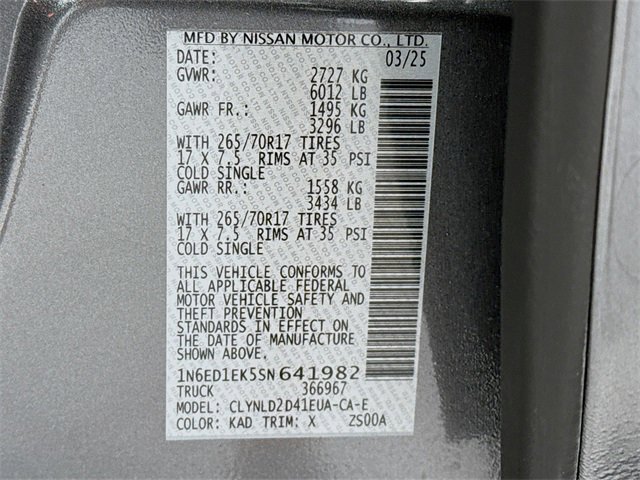 MFD BY NISSAN MOTOR CO., LTD.
DATE: 03/25
GVWR: 2727 KG
6012 LB
GAWR FR.: 1495 KG
3296 LB
WITH 265/70R17 TIRES
17 X 7.5 RIMS AT 35 PSI
COLD SINGLE
GAWR RR.: 1558 KG
3434 LB
WITH 265/70R17 TIRES
17 X 7.5 RIMS AT 35 PSI
COLD SINGLE
THIS VEHICLE CONFORMS TO
ALL APPLICABLE FEDERAL
MOTOR VEHICLE SAFETY AND
THEFT PREVENTION
STANDARDS IN EFFECT ON
THE DATE OF MANUFACTURE
SHOWN ABOVE.
1N6ED1EK5SN641982
TRUCK 366967
MODEL: CLYNLD2D41EUA-CA-E
COLOR: KAD TRIM: X ZS00A